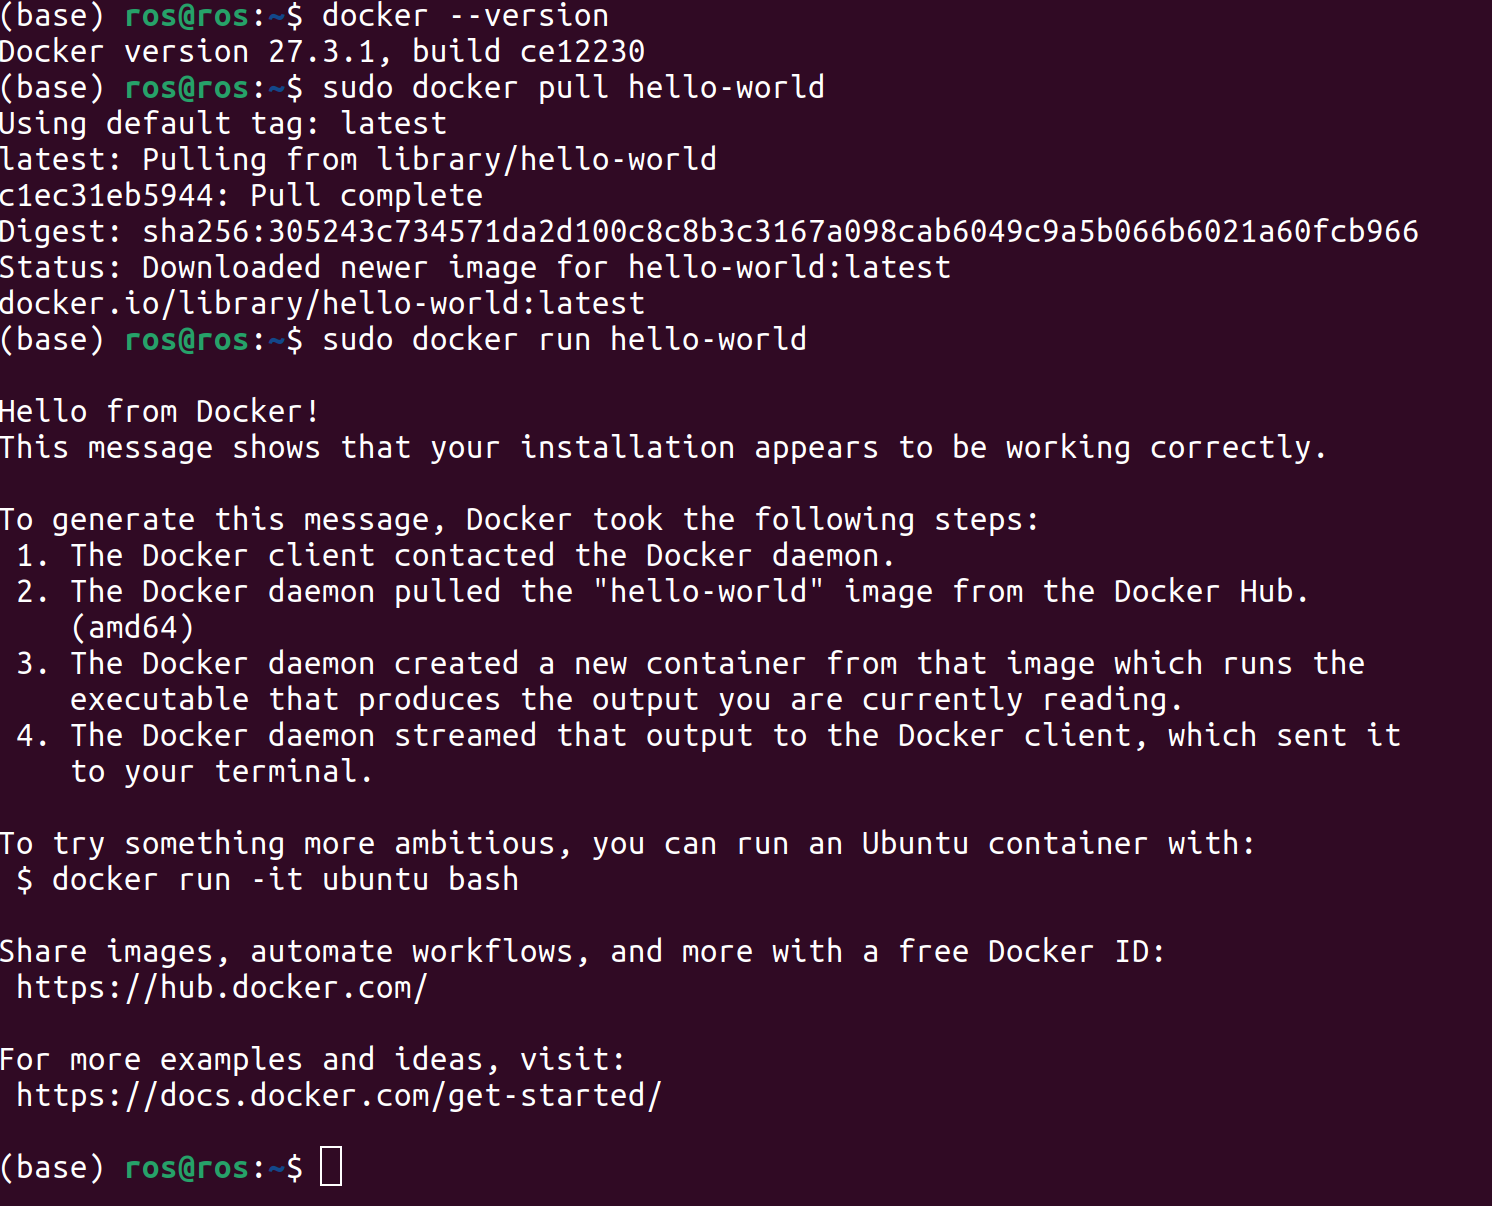 (base) ros@ros:~$ docker --version
Docker version 27.3.1, build ce12230
(base) ros@ros:~$ sudo docker pull hello-world
Using default tag: latest
latest: Pulling from library/hello-world
c1ec31eb5944: Pull complete
Digest: sha256:305243c734571da2d100c8c8b3c3167a098cab6049c9a5b066b6021a60fcb966
Status: Downloaded newer image for hello-world:latest
docker.io/library/hello-world:latest
(base) ros@ros:~$ sudo docker run hello-world
Hello from Docker!
This message shows that your installation appears to be working correctly.
To generate this message, Docker took the following steps:
1. The Docker client contacted the Docker daemon.
2. The Docker daemon pulled the "hello-world" image from the Docker Hub.
(amd64)
3. The Docker daemon created a new container from that image which runs the
executable that produces the output you are currently reading.
4. The Docker daemon streamed that output to the Docker client, which sent it
to your terminal.
To try something more ambitious, you can run an Ubuntu container with:
$ docker run -it ubuntu bash
Share images, automate workflows, and more with a free Docker ID:
https://hub.docker.com/
For more examples and ideas, visit:
https://docs.docker.com/get-started/
(base) ros@ros:~$